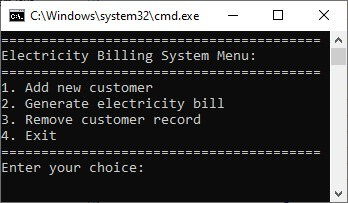 C:\Windows\system32\cmd.exe
========================================
Electricity Billing System Menu:
========================================
1. Add new customer
2. Generate electricity bill
3. Remove customer record
4. Exit
========================================
Enter your choice: